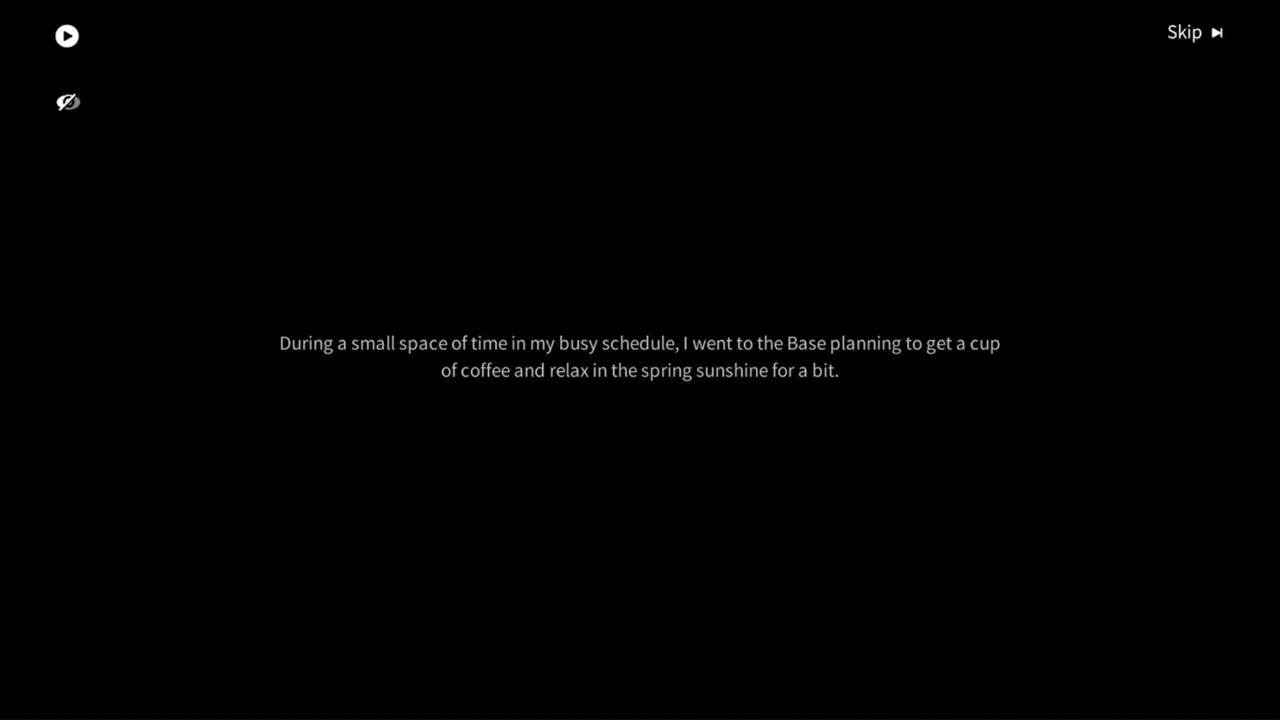 Skip
During a small space of time in my busy schedule, I went to the Base planning to get a cup
of coffee and relax in the spring sunshine for a bit.